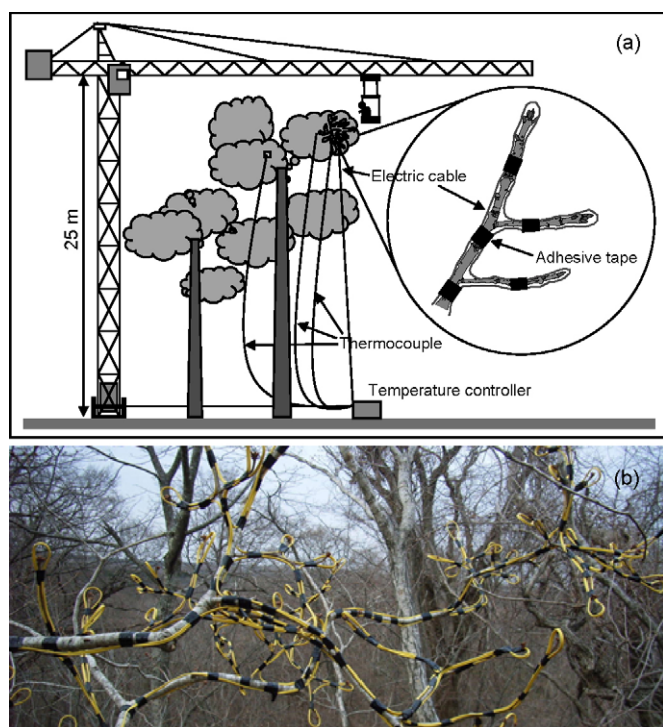 (a)
25 m
Electric cable
Adhesive tape
Thermocouple
Temperature controller
(b)